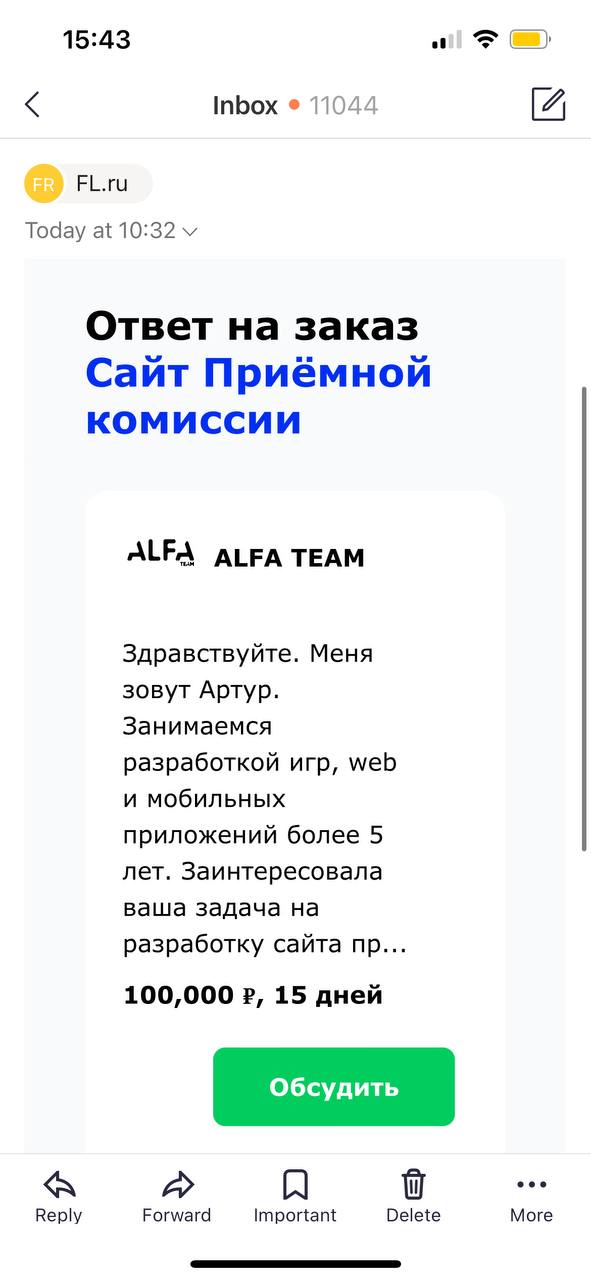 15:43
Inbox • 11044
FR FL.ru
Today at 10:32
Ответ на заказ
Сайт Приёмной
комиссии
ALFA TEAM ALFA TEAM
Здравствуйте. Меня
зовут Артур.
Занимаемся
разработкой игр, web
и мобильных
приложений более 5
лет. Заинтересовала
ваша задача на
разработку сайта пр...
100,000 ₽, 15 дней
Обсудить
Reply Forward Important Delete More